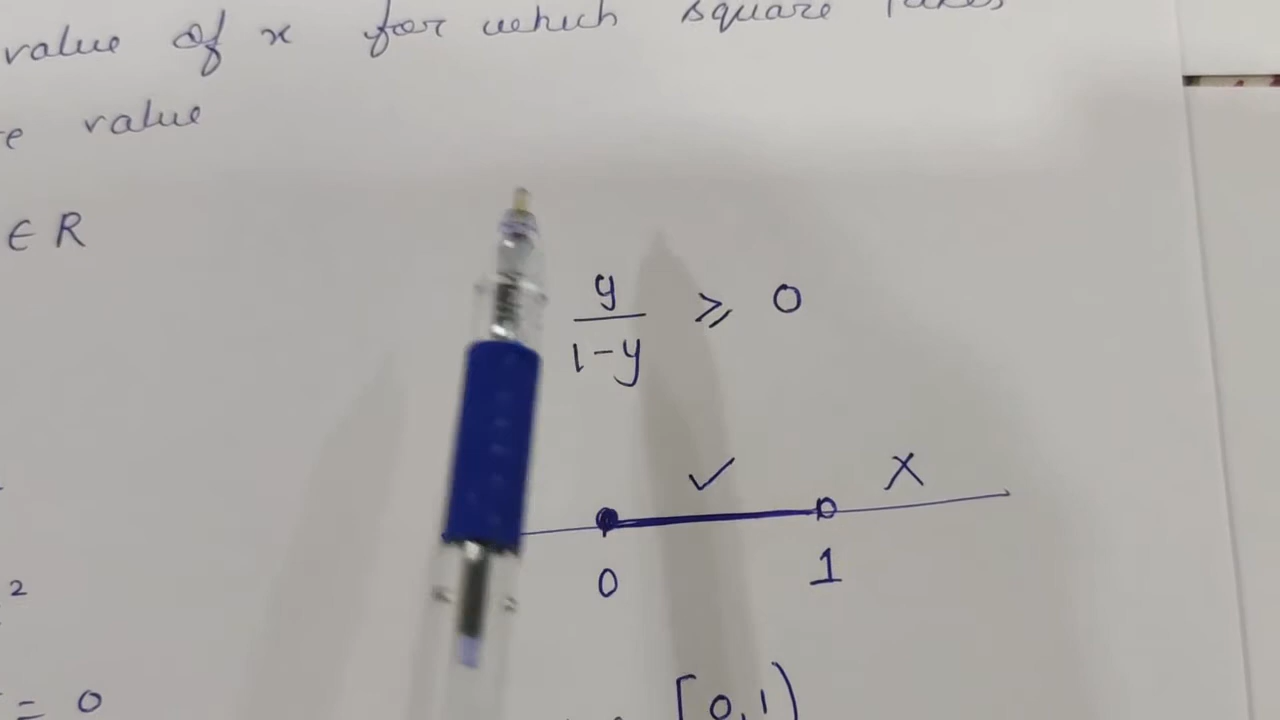 value of x for which square
value
∈ R
y/(1-y) ≥ 0
✓ X
0 1
2
= 0
[0,1)